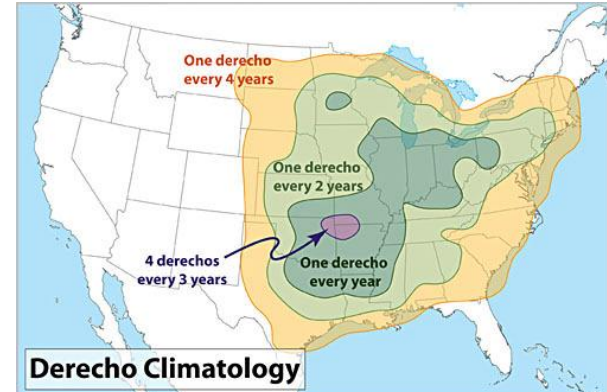 One derecho
every 4 years
One derecho
every 2 years
4 derechos
every 3 years
One derecho
every year
Derecho Climatology